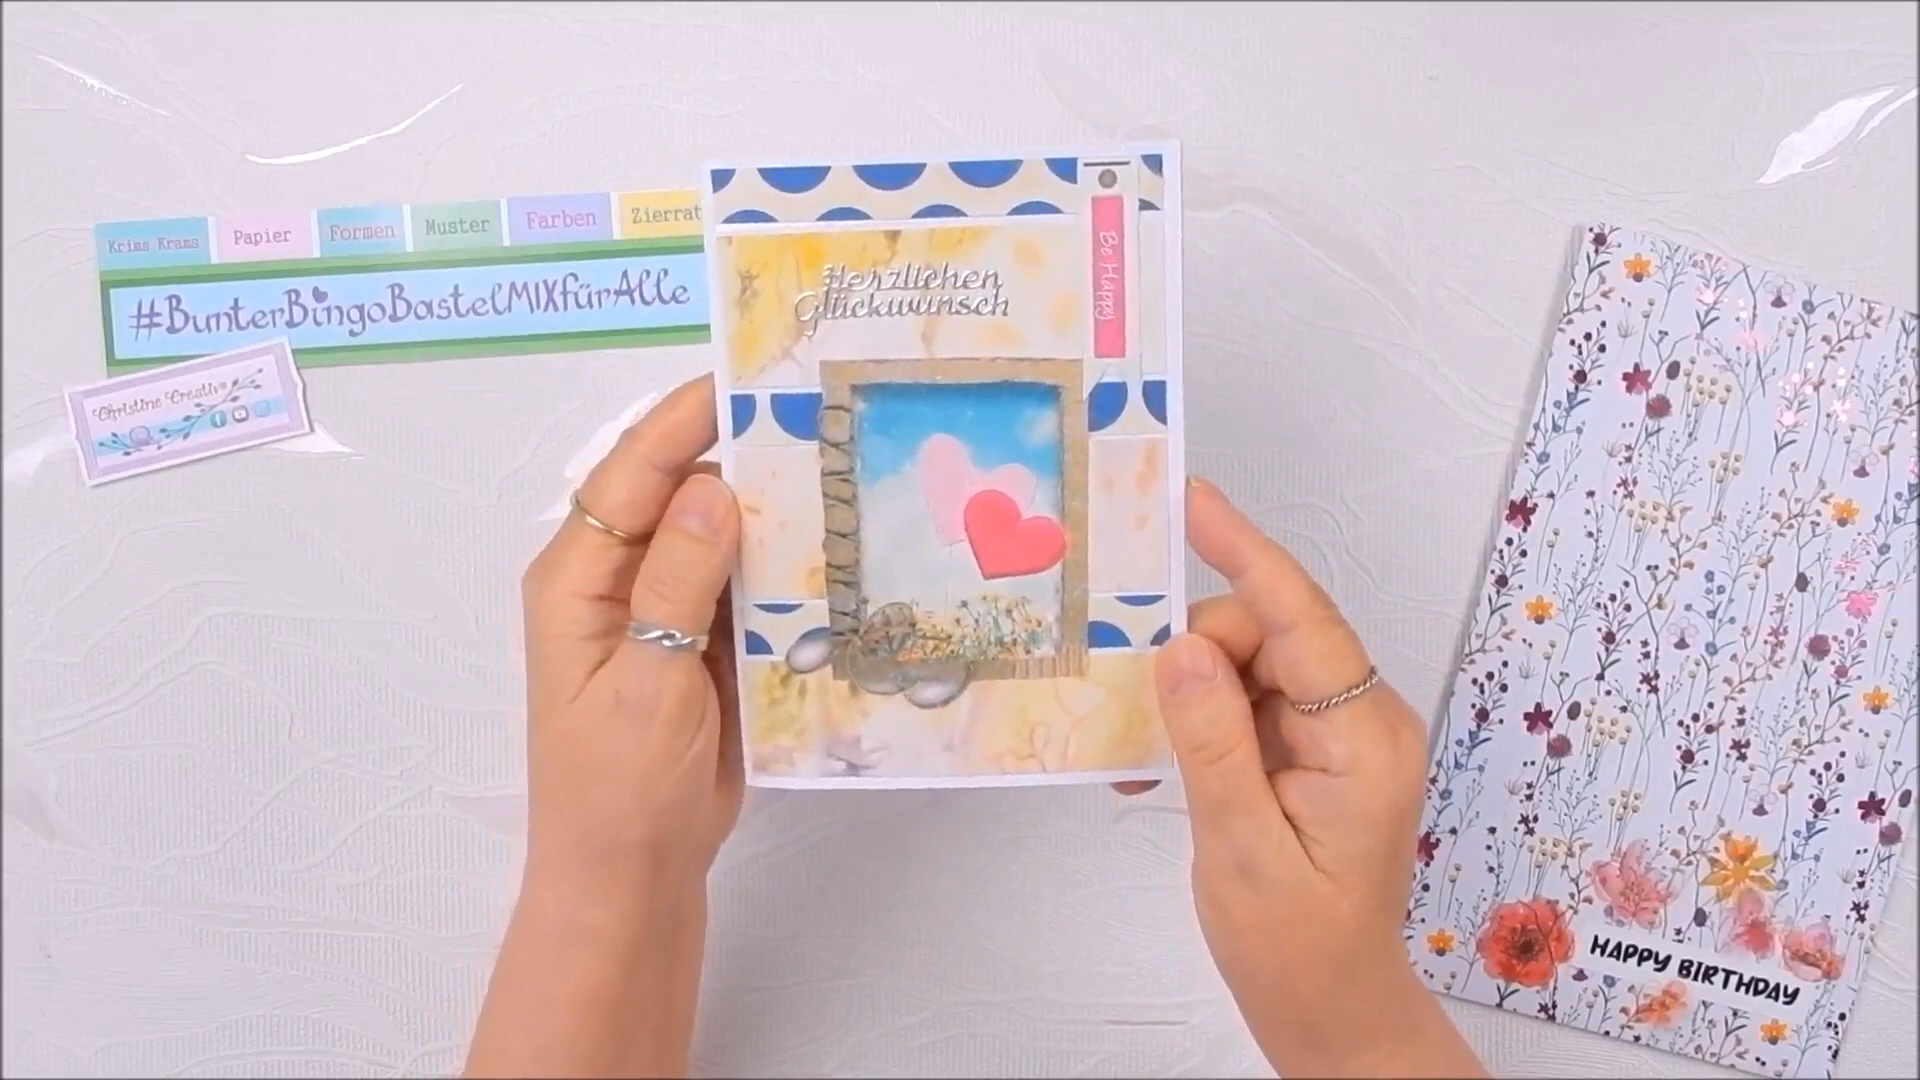 Krims Krams
Papier
Formen
Muster
Farben
Zierrat
#BunterBingoBastelMIXfürAlle
Christine Creative
Herzlichen
Glückwunsch
Be Happy
HAPPY BIRTHDAY